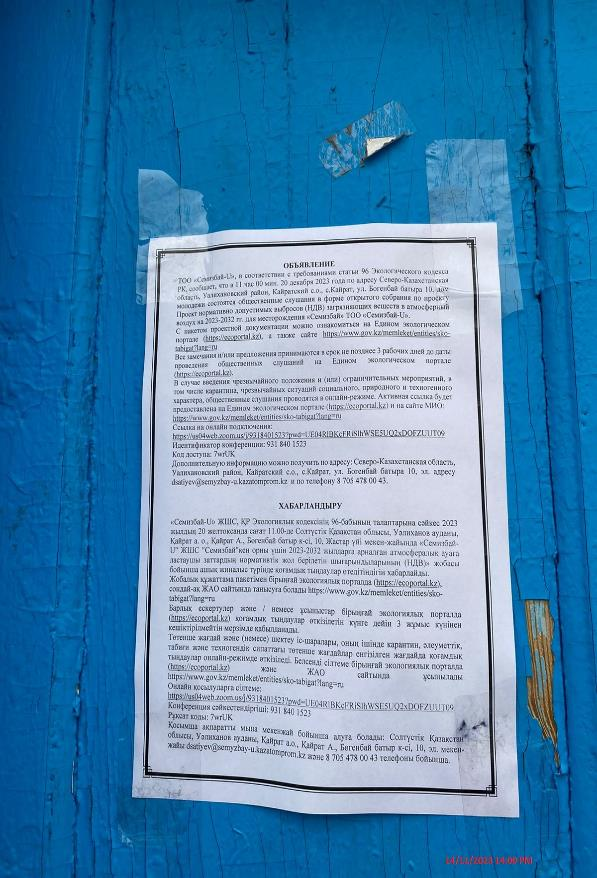 ОБЪЯВЛЕНИЕ
ТОО «Семизбай-U», в соответствии с требованиями статьи 96 Экологического кодекса
РК, сообщает, что в 11 час 00 мин. 20 декабря 2023 года по адресу Северо-Казахстанская
область, Уалихановский район, Кайратский с.о., с.Кайрат, ул. Богенбай батыра 10, дом
молодежи состоятся общественные слушания в форме открытого собрания по проекту
Проект нормативно допустимых выбросов (НДВ) загрязняющих веществ в атмосферный
воздух на 2023-2032 гг. для месторождения «Семизбай» ТОО «Семизбай-U».
С пакетом проектной документации можно ознакомиться на Едином экологическом
портале (https://ecoportal.kz), а также сайте https://www.gov.kz/memleket/entities/sko-
tabigat?lang=ru
Все замечания и/или предложения принимаются в срок не позднее 3 рабочих дней до даты
проведения общественных слушаний на Едином экологическом портале
(https://ecoportal.kz).
В случае введения чрезвычайного положения и (или) ограничительных мероприятий, в
том числе карантина, чрезвычайных ситуаций социального, природного и техногенного
характера, общественные слушания проводятся в онлайн-режиме. Активная ссылка будет
предоставлена на Едином экологическом портале (https://ecoportal.kz) и на сайте МИО:
https://www.gov.kz/memleket/entities/sko-tabigat?lang=ru
Ссылка на онлайн подключение:
https://us04web.zoom.us/j/9318401523?pwd=UE04RlBKcFRiSlhWSE5UQ2xDOFZUUT09
Идентификатор конференции: 931 840 1523
Код доступа: 7wrUK
Дополнительную информацию можно получить по адресу: Северо-Казахстанская область,
Уалихановский район, Кайратский с.о., с.Кайрат, ул. Богенбай батыра 10, эл. адресу
dsatiyev@semyzbay-u.kazatomprom.kz и по телефону 8 705 478 00 43.
ХАБАРЛАНДЫРУ
«Семизбай-U» ЖШС, ҚР Экологиялык кодексінің 96-бабының талаптарына сәйкес 2023
жылдың 20 желтоқсанда сағат 11.00-де Солтүстік Қазақстан облысы, Уәлиханов ауданы,
Қайрат а.о., Қайрат А., Бөгенбай батыр к-сі, 10, Жастар үйі мекен-жайында «Семизбай-
U" ЖШС "Семизбай"кен орны үшін 2023-2032 жылдарға арналған атмосфералық ауаға
ластаушы заттардың нормативтік жол берілетін шығарындыларының (НДВ)» жобасы
бойынша ашық жиналыс түрінде қоғамдық тыңдаулар өтетіндігін хабарлайды.
Жобалық құжаттама пакетімен бірыңғай экологиялық порталда (https://ecoportal.kz),
сондай-ақ ЖАО сайтында танысуға болады https://www.gov.kz/memleket/entities/sko-
tabigat?lang=ru
Барлық ескертулер және / немесе ұсыныстар бірыңғай экологиялық порталда
(https://ecoportal.kz) қоғамдық тыңдаулар өткізілетін күнге дейін 3 жұмыс күнінен
кешіктірілмейтін мерзімде қабылданады.
Төтенше жағдай және (немесе) шектеу іс-шаралары, оның ішінде карантин, әлеуметтік,
табиғи және техногендік сипаттағы төтенше жағдайлар енгізілген жағдайда қоғамдық
тыңдаулар онлайн-режимде өткізіледі. Белсенді сілтеме бірыңғай экологиялық порталда
(https://ecoportal.kz) және ЖАО сайтында ұсынылады
https://www.gov.kz/memleket/entities/sko-tabigat?lang=ru
Онлайн қосылуларға сілтеме:
https://us04web.zoom.us/j/9318401523?pwd=UE04RlBKcFRiSlhWSE5UQ2xDOFZUUT09
Конференция сәйкестендіргіші: 931 840 1523
Рұқсат коды: 7wrUK
Қосымша ақпаратты мына мекенжай бойынша алуға болады: Солтүстік Қазақстан
облысы, Уәлиханов ауданы, Қайрат а.о., Қайрат А., Бөгенбай батыр к-сі, 10, эл. мекен-
жайы dsatiyev@semyzbay-u.kazatomprom.kz және 8 705 478 00 43 телефоны бойынша.
14/11/2023 14:00 PM